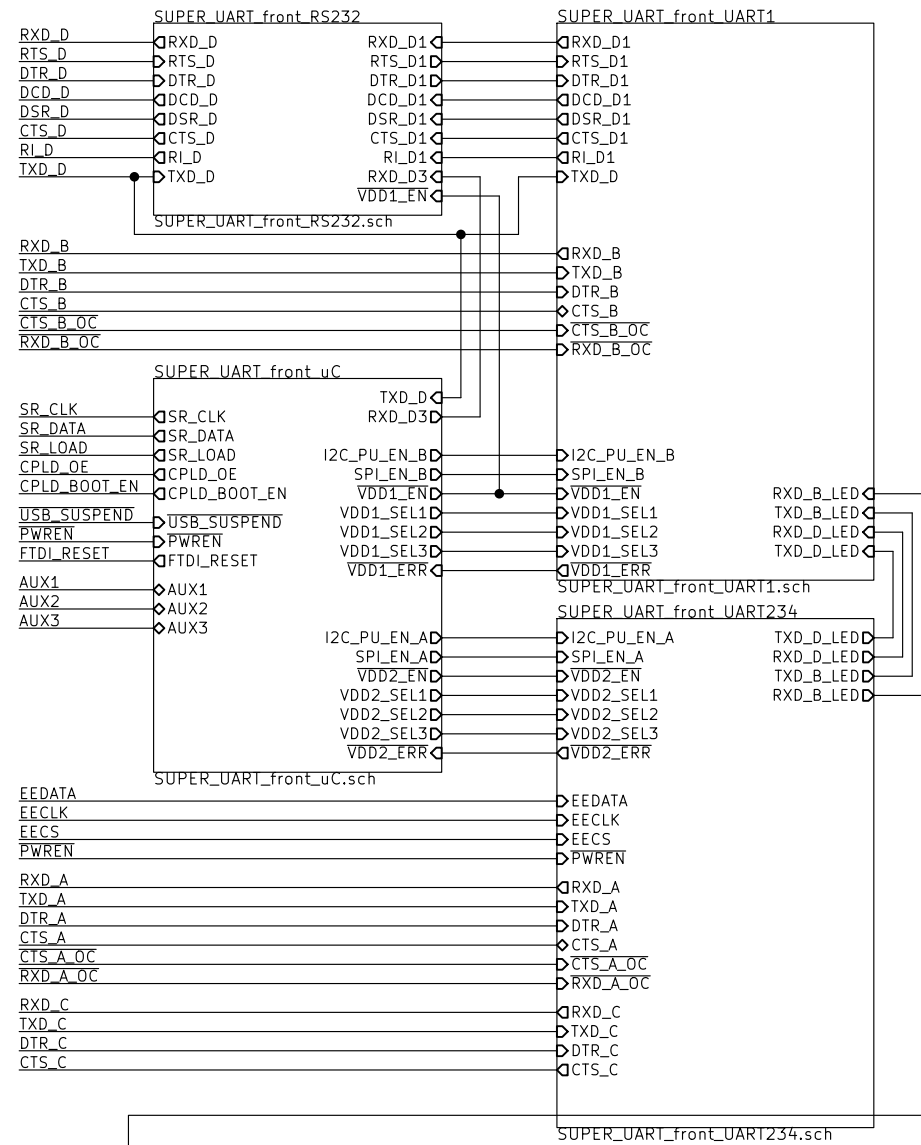 SUPER_UART_front_RS232
RXD_D
RTS_D
DTR_D
DCD_D
DSR_D
CTS_D
RI_D
TXD_D
RXD_D
RTS_D
DTR_D
DCD_D
DSR_D
CTS_D
RI_D
TXD_D
RXD_D1
RTS_D1
DTR_D1
DCD_D1
DSR_D1
CTS_D1
RI_D1
RXD_D3
VDD1_EN
SUPER_UART_front_RS232.sch
SUPER_UART_front_UART1
RXD_D1
RTS_D1
DTR_D1
DCD_D1
DSR_D1
CTS_D1
RI_D1
TXD_D
RXD_B
TXD_B
DTR_B
CTS_B
CTS_B_OC
RXD_B_OC
RXD_B
TXD_B
DTR_B
CTS_B
CTS_B_OC
RXD_B_OC
SUPER_UART_front_uC
SR_CLK
SR_DATA
SR_LOAD
CPLD_OE
CPLD_BOOT_EN
USB_SUSPEND
PWREN
FTDI_RESET
AUX1
AUX2
AUX3
SR_CLK
SR_DATA
SR_LOAD
CPLD_OE
CPLD_BOOT_EN
USB_SUSPEND
PWREN
FTDI_RESET
AUX1
AUX2
AUX3
TXD_D
RXD_D3
I2C_PU_EN_B
SPI_EN_B
VDD1_EN
VDD1_SEL1
VDD1_SEL2
VDD1_SEL3
VDD1_ERR
I2C_PU_EN_A
SPI_EN_A
VDD2_EN
VDD2_SEL1
VDD2_SEL2
VDD2_SEL3
VDD2_ERR
SUPER_UART_front_uC.sch
I2C_PU_EN_B
SPI_EN_B
VDD1_EN
VDD1_SEL1
VDD1_SEL2
VDD1_SEL3
VDD1_ERR
RXD_B_LED
TXD_B_LED
RXD_D_LED
TXD_D_LED
SUPER_UART_front_UART1.sch
SUPER_UART_front_UART234
I2C_PU_EN_A
SPI_EN_A
VDD2_EN
VDD2_SEL1
VDD2_SEL2
VDD2_SEL3
VDD2_ERR
TXD_D_LED
RXD_D_LED
TXD_B_LED
RXD_B_LED
EEDATA
EECLK
EECS
PWREN
RXD_A
TXD_A
DTR_A
CTS_A
CTS_A_OC
RXD_A_OC
RXD_C
TXD_C
DTR_C
CTS_C
EEDATA
EECLK
EECS
PWREN
RXD_A
TXD_A
DTR_A
CTS_A
CTS_A_OC
RXD_A_OC
RXD_C
TXD_C
DTR_C
CTS_C
SUPER_UART_front_UART234.sch